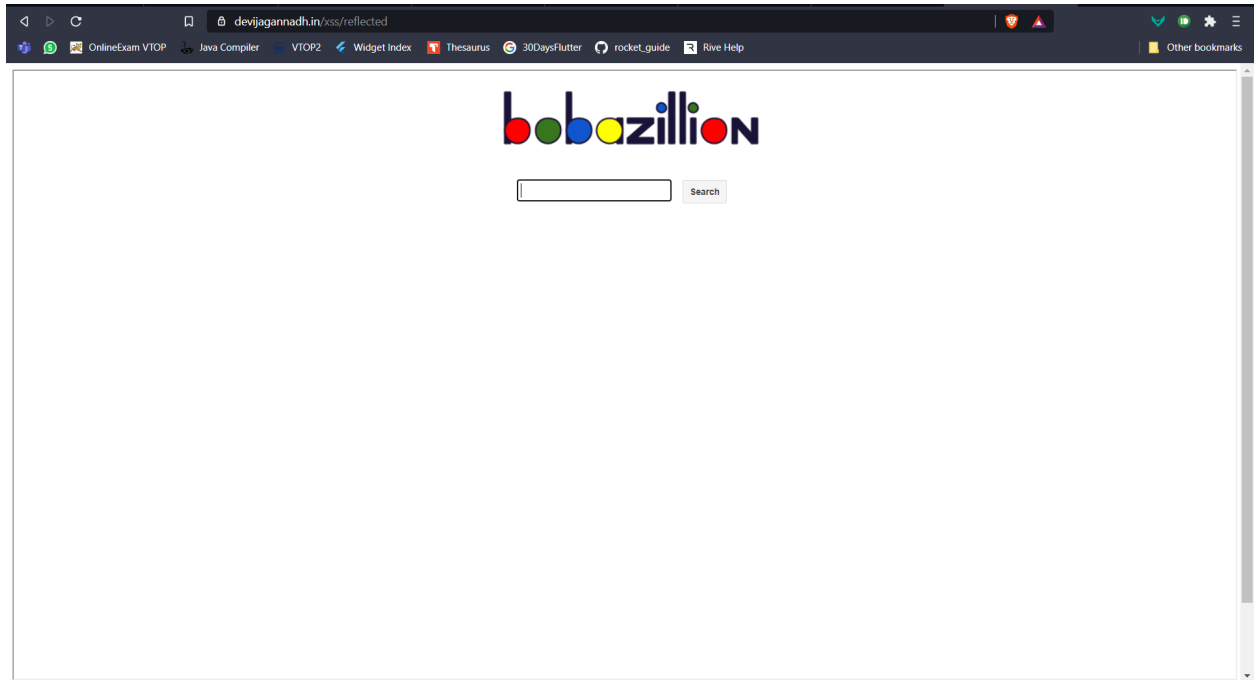 devijagannadh.in/xss/reflected
OnlineExam VTOP Java Compiler VTOP2 Widget Index Thesaurus 30DaysFlutter rocket_guide Rive Help Other bookmarks
bobazillion
Search